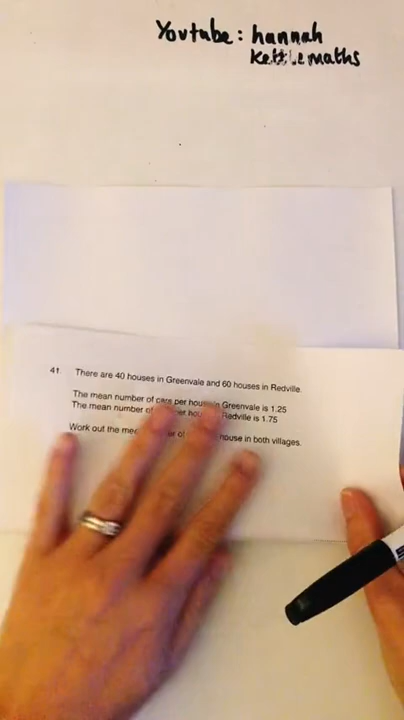 Youtube: hannah
kettlemaths
41. There are 40 houses in Greenvale and 60 houses in Redville.
The mean number of cars per house in Greenvale is 1.25
The mean number of per Redville is 1.75
Work out the of house in both villages.